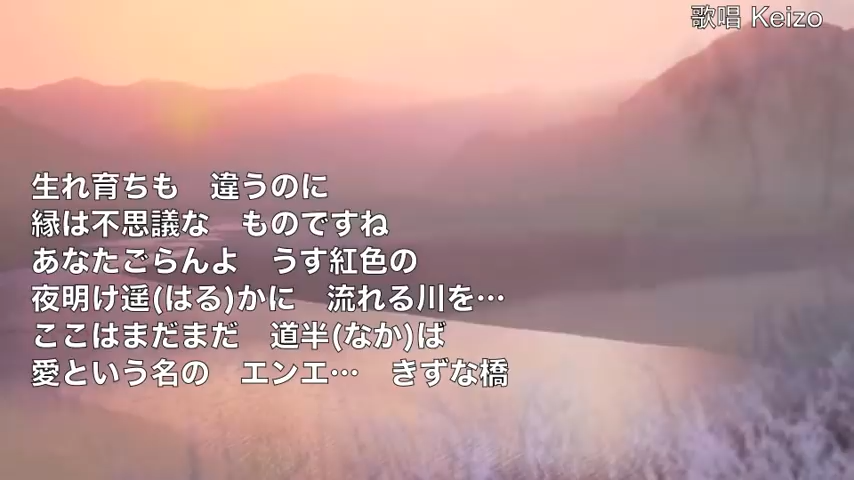 歌唱 Keizo
生れ育ちも　違うのに
縁は不思議な　ものですね
あなたごらんよ　うす紅色の
夜明け遥(はる)かに　流れる川を…
ここはまだまだ　道半(なか)ば
愛という名の　エンエ…　きずな橋